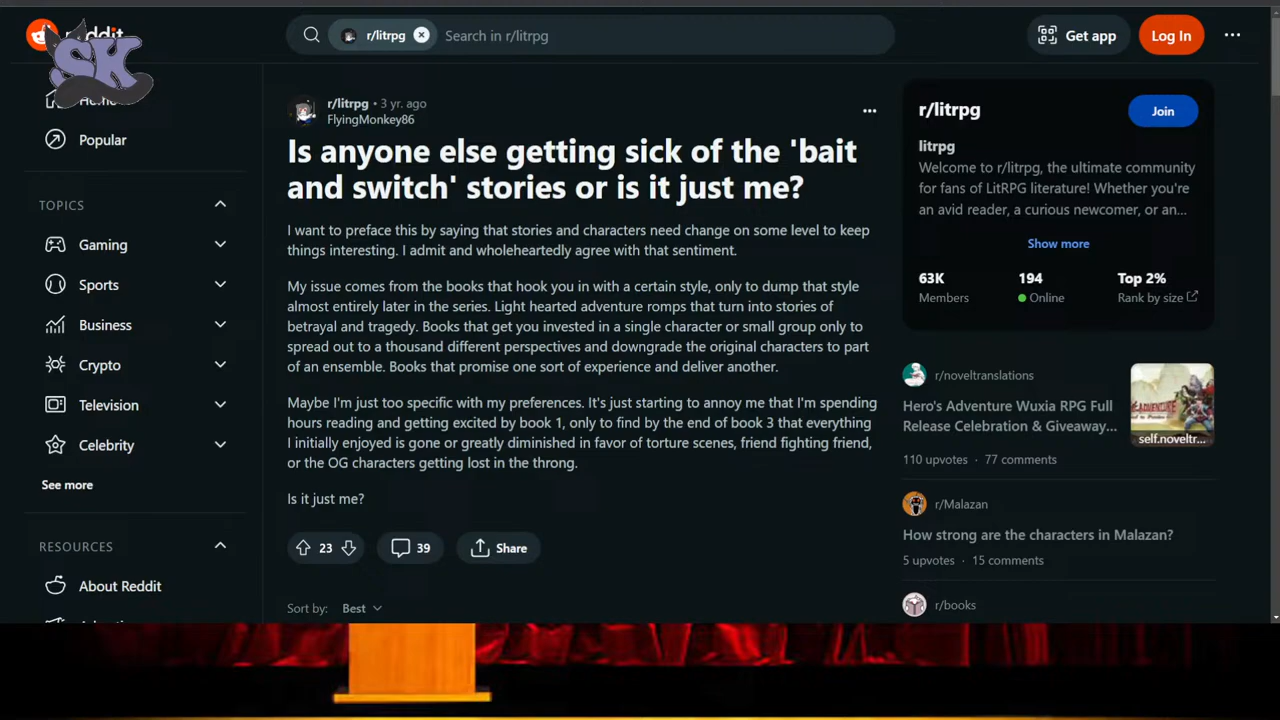 reddit
SK
r/litrpg
Search in r/litrpg
Get app
Log In
Home
Popular
TOPICS
Gaming
Sports
Business
Crypto
Television
Celebrity
See more
RESOURCES
About Reddit
r/litrpg • 3 yr. ago
FlyingMonkey86
Is anyone else getting sick of the 'bait
and switch' stories or is it just me?
I want to preface this by saying that stories and characters need change on some level to keep
things interesting. I admit and wholeheartedly agree with that sentiment.
My issue comes from the books that hook you in with a certain style, only to dump that style
almost entirely later in the series. Light hearted adventure romps that turn into stories of
betrayal and tragedy. Books that get you invested in a single character or small group only to
spread out to a thousand different perspectives and downgrade the original characters to part
of an ensemble. Books that promise one sort of experience and deliver another.
Maybe I'm just too specific with my preferences. It's just starting to annoy me that I'm spending
hours reading and getting excited by book 1, only to find by the end of book 3 that everything
I initially enjoyed is gone or greatly diminished in favor of torture scenes, friend fighting friend,
or the OG characters getting lost in the throng.
Is it just me?
23
39
Share
Sort by: Best
r/litrpg
Join
litrpg
Welcome to r/litrpg, the ultimate community
for fans of LitRPG literature! Whether you're
an avid reader, a curious newcomer, or an...
Show more
63K 194 Top 2%
Members Online Rank by size
r/noveltranslations
Hero's Adventure Wuxia RPG Full
Release Celebration & Giveaway...
self.noveltr...
110 upvotes · 77 comments
r/Malazan
How strong are the characters in Malazan?
5 upvotes · 15 comments
r/books